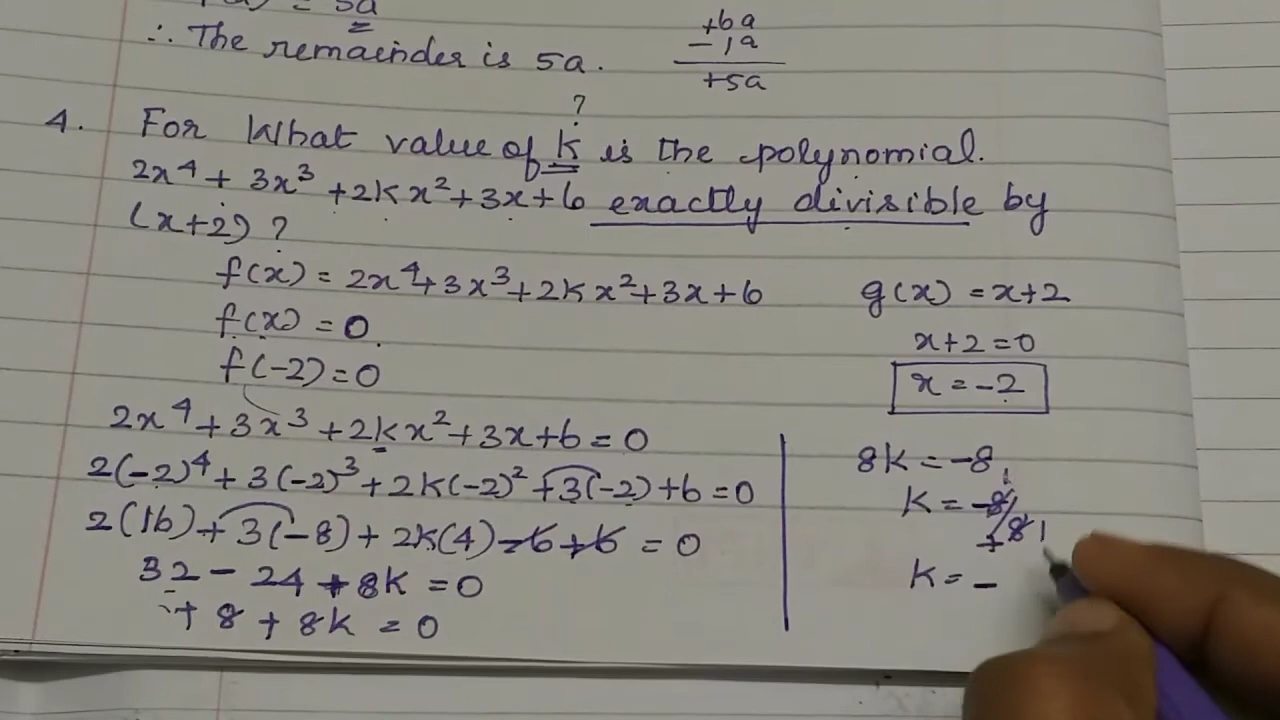 = 5a
∴ The remainder is 5a.
+6a
-1a
+5a
?
4. For What value of k is the polynomial.
2x⁴ + 3x³ + 2kx² + 3x + 6 exactly divisible by
(x+2) ?
f(x) = 2x⁴ + 3x³ + 2kx² + 3x + 6
f(x) = 0
f(-2) = 0
2x⁴ + 3x³ + 2kx² + 3x + 6 = 0
2(-2)⁴ + 3(-2)³ + 2k(-2)² + 3(-2) + 6 = 0
2(16) + 3(-8) + 2k(4) - 6 + 6 = 0
32 - 24 + 8k = 0
+ 8 + 8k = 0
g(x) = x+2
x+2 = 0
x = -2
8k = -8
k = -8/+8
k = -